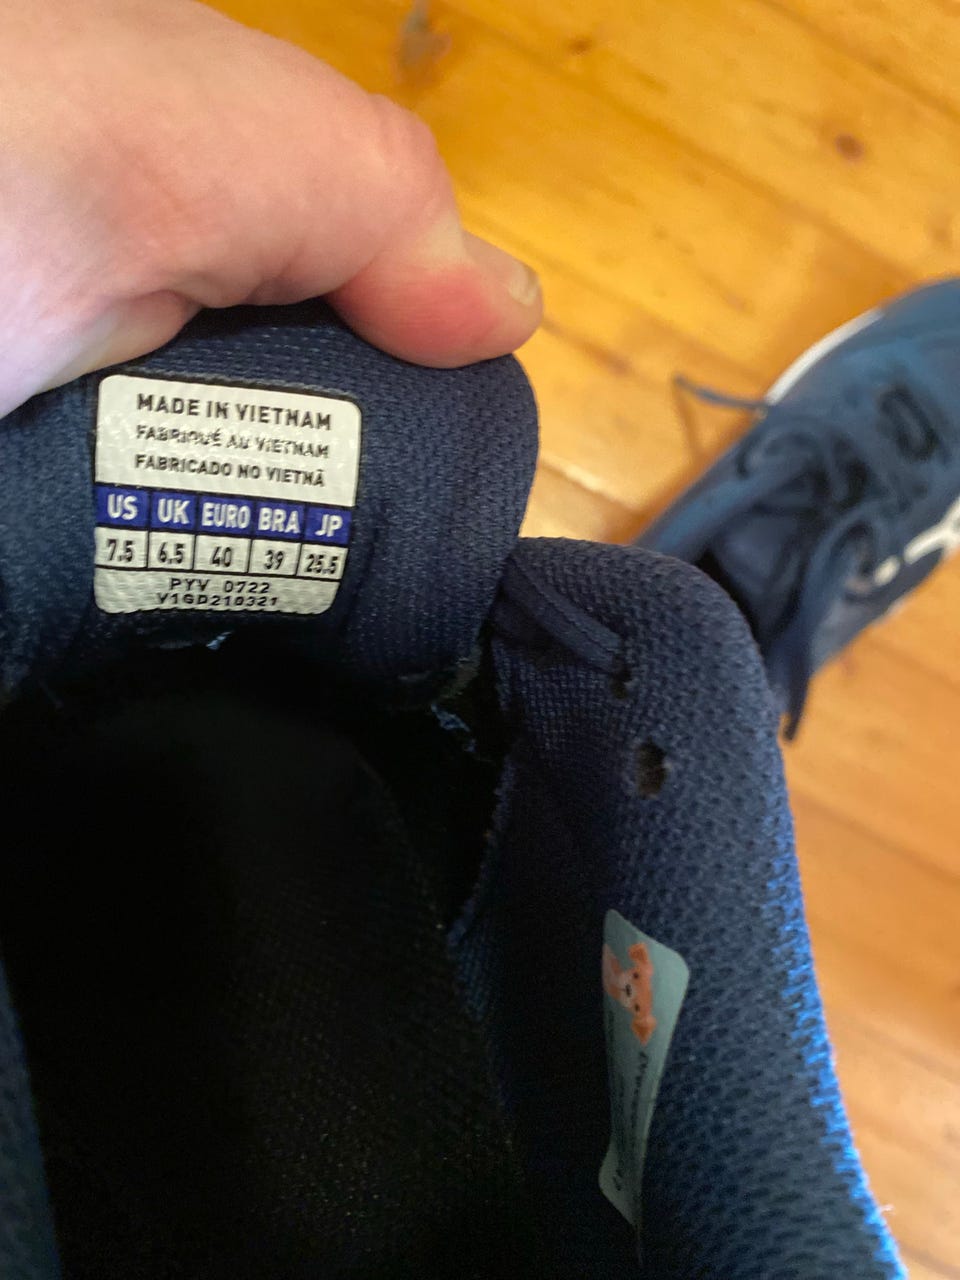 MADE IN VIETNAM
FABRIQUÉ AU VIETNAM
FABRICADO NO VIETNÃ
US UK EURO BRA JP
7.5 6.5 40 39 25.5
PYV 0722
V1GD210321